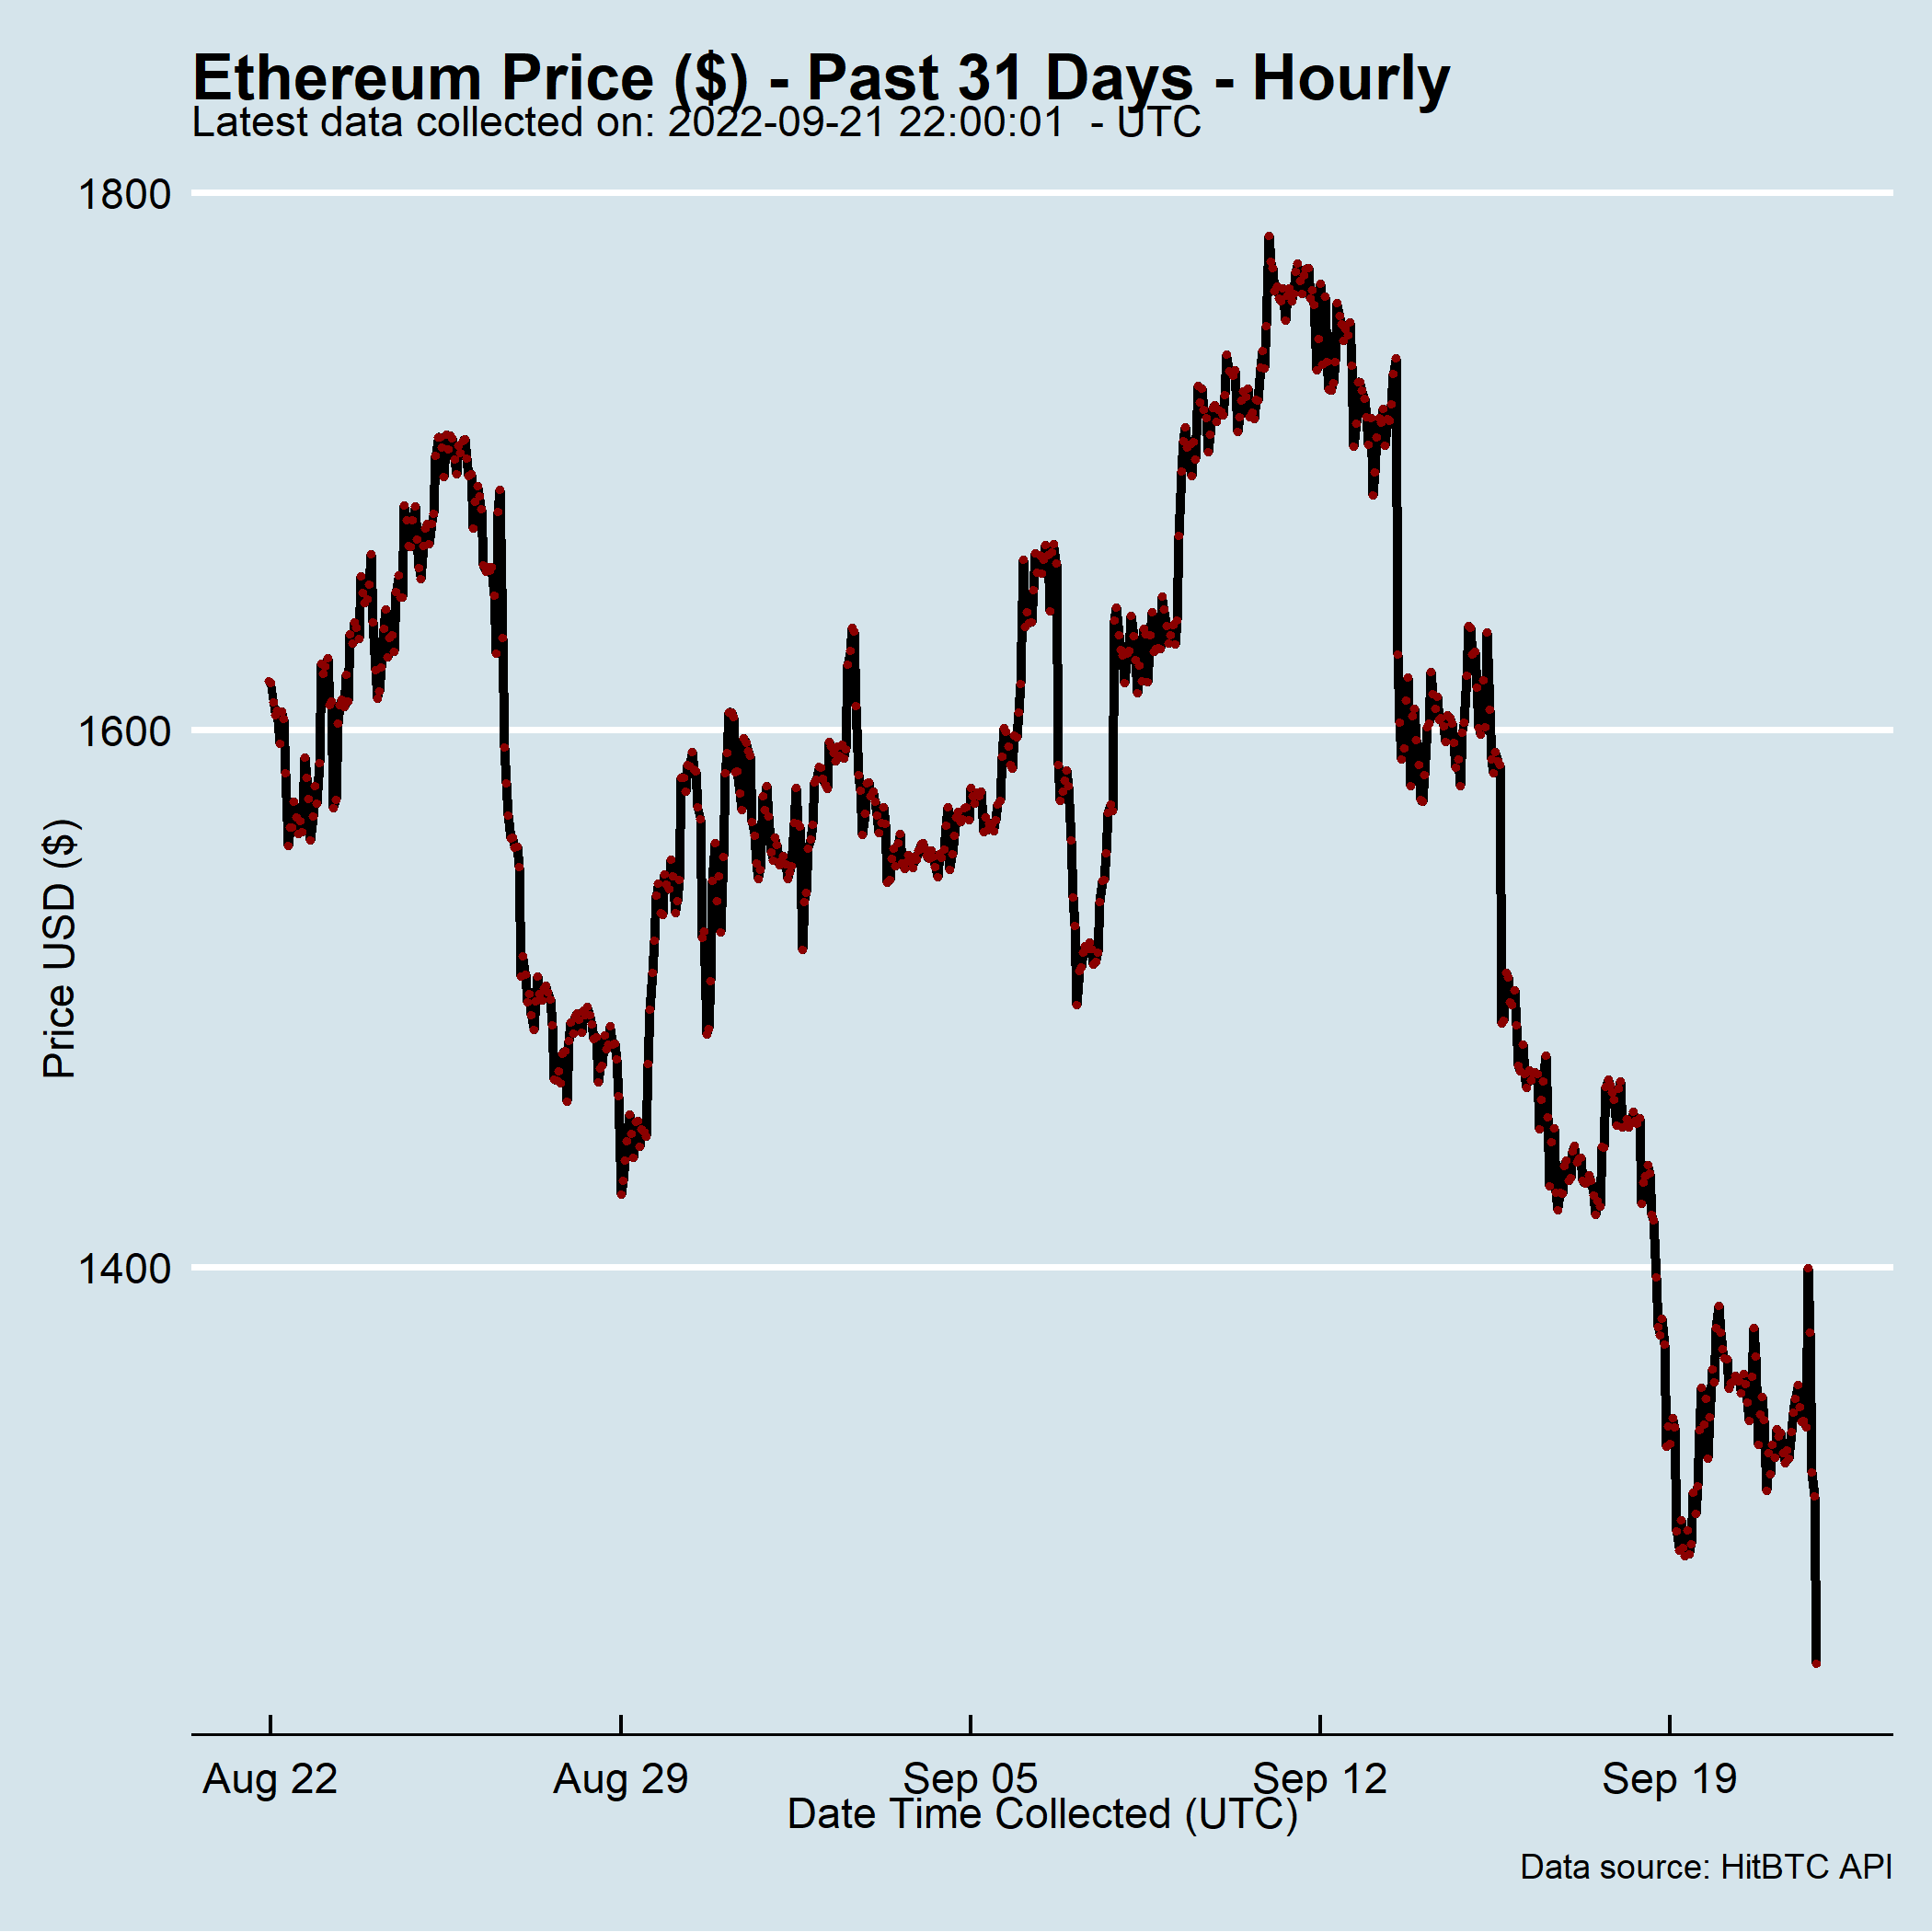 Ethereum Price ($) - Past 31 Days - Hourly
Latest data collected on: 2022-09-21 22:00:01  - UTC
1800
1600
1400
Price USD ($)
Aug 22 Aug 29 Sep 05 Sep 12 Sep 19
Date Time Collected (UTC)
Data source: HitBTC API